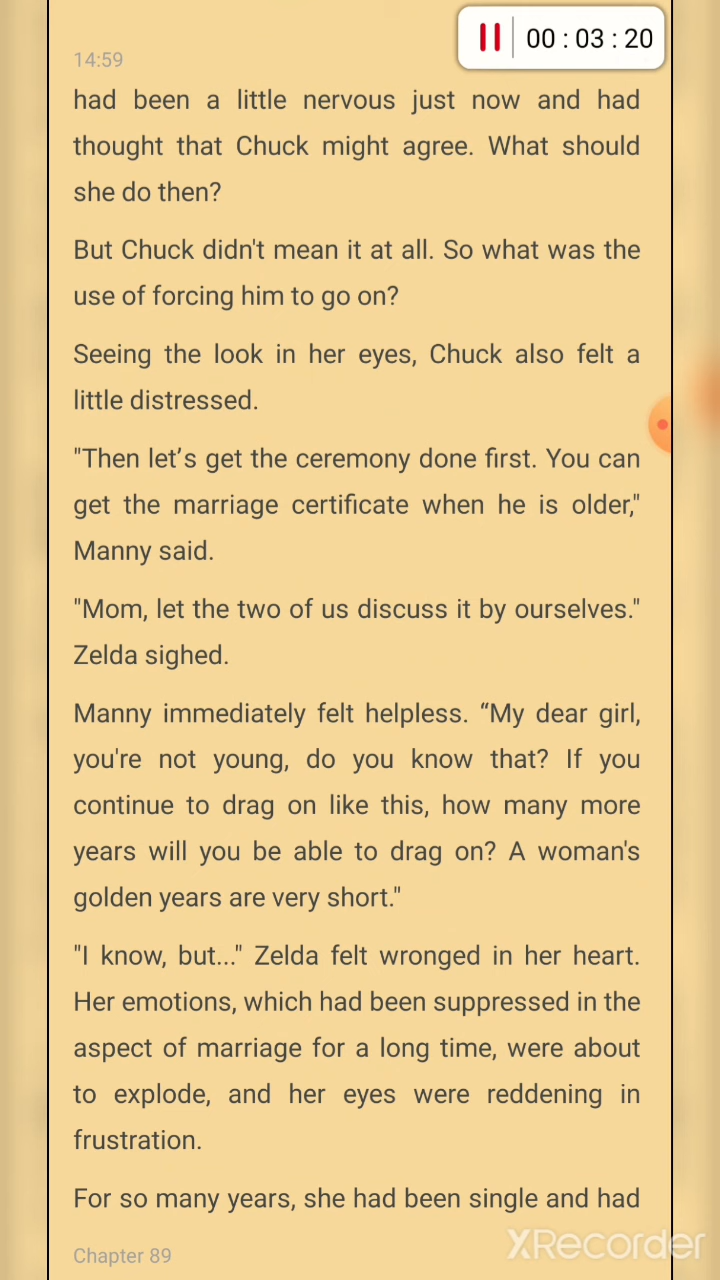 00 : 03 : 20
14:59
had been a little nervous just now and had
thought that Chuck might agree. What should
she do then?
But Chuck didn't mean it at all. So what was the
use of forcing him to go on?
Seeing the look in her eyes, Chuck also felt a
little distressed.
"Then let’s get the ceremony done first. You can
get the marriage certificate when he is older,"
Manny said.
"Mom, let the two of us discuss it by ourselves."
Zelda sighed.
Manny immediately felt helpless. “My dear girl,
you're not young, do you know that? If you
continue to drag on like this, how many more
years will you be able to drag on? A woman's
golden years are very short."
"I know, but..." Zelda felt wronged in her heart.
Her emotions, which had been suppressed in the
aspect of marriage for a long time, were about
to explode, and her eyes were reddening in
frustration.
For so many years, she had been single and had
Chapter 89
XRecorder